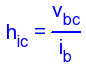 h_ic = v_bc / i_b